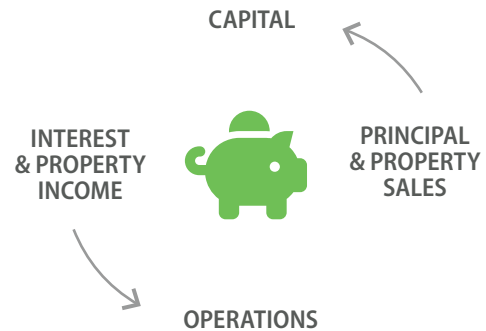 CAPITAL
INTEREST
& PROPERTY
INCOME
PRINCIPAL
& PROPERTY
SALES
OPERATIONS